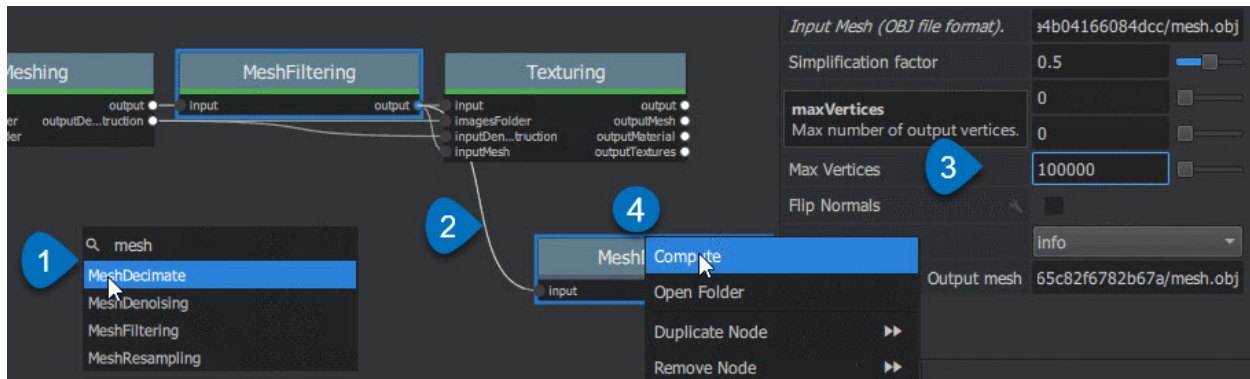 Meshing
output
outputDe...truction
MeshFiltering
input
output
Texturing
input
imagesFolder
inputDen...truction
inputMesh
output
outputMesh
outputMaterial
outputTextures
1
mesh
MeshDecimate
MeshDenoising
MeshFiltering
MeshResampling
2
4
input
Compute
Open Folder
Duplicate Node
Remove Node
Input Mesh (OBJ file format).
e4b04166084dcc/mesh.obj
Simplification factor
0.5
0
maxVertices
Max number of output vertices.
0
Max Vertices
3
100000
Flip Normals
info
Output mesh
65c82f6782b67a/mesh.obj